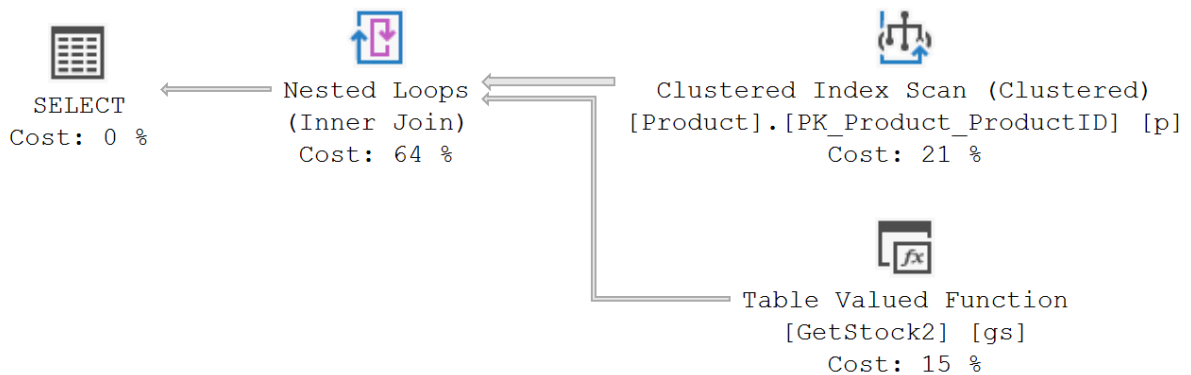 SELECT
Cost: 0 %
Nested Loops
(Inner Join)
Cost: 64 %
Clustered Index Scan (Clustered)
[Product].[PK_Product_ProductID] [p]
Cost: 21 %
fx
Table Valued Function
[GetStock2] [gs]
Cost: 15 %